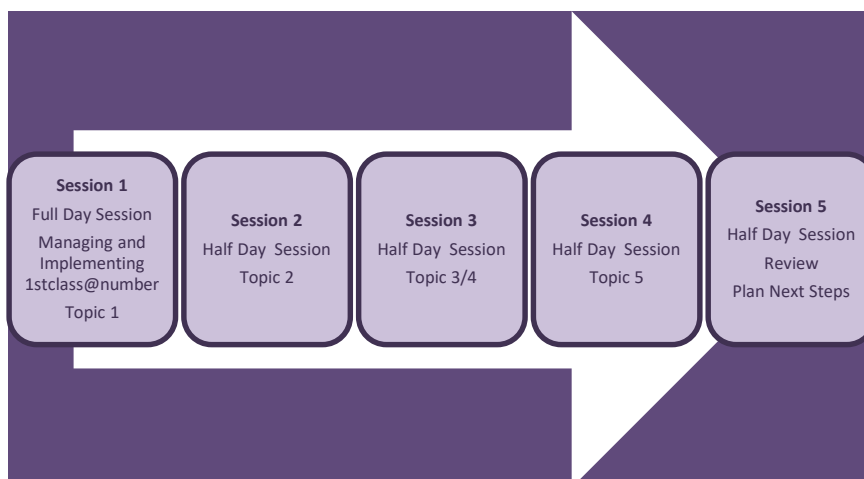 Session 1
Full Day Session
Managing and
Implementing
1stclass@number
Topic 1
Session 2
Half Day  Session
Topic 2
Session 3
Half Day  Session
Topic 3/4
Session 4
Half Day  Session
Topic 5
Session 5
Half Day  Session
Review
Plan Next Steps